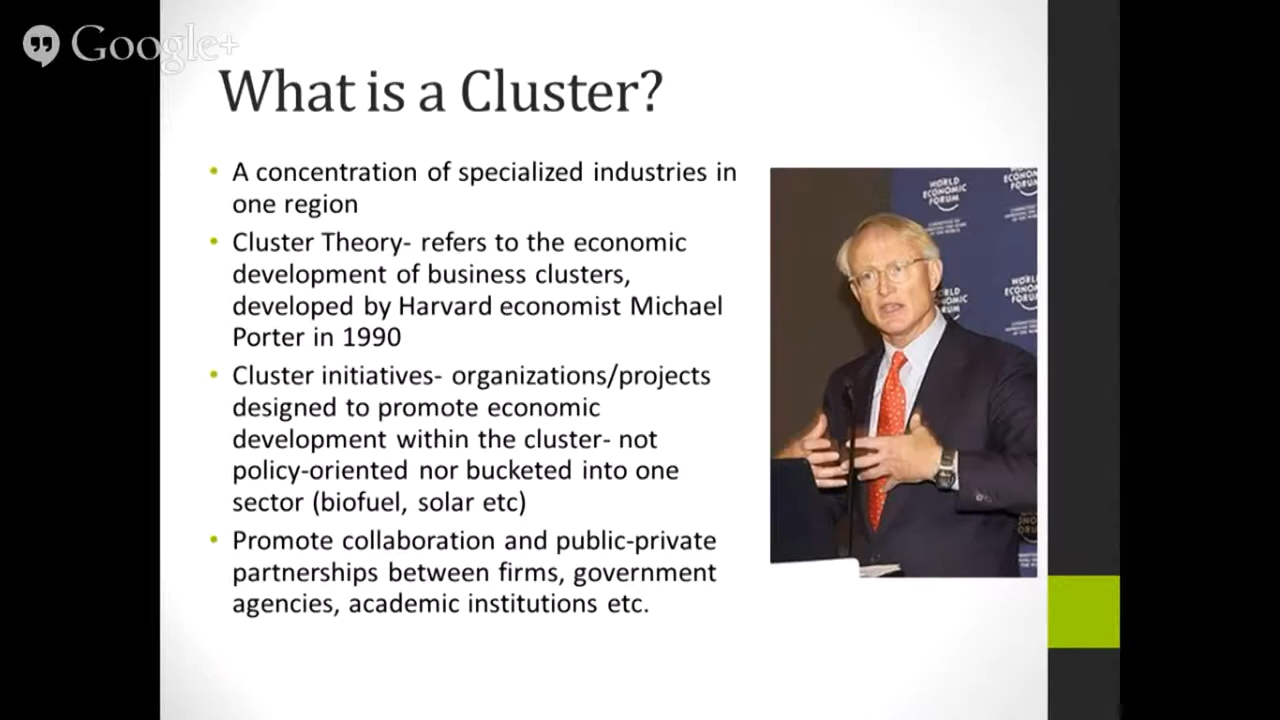 Google+
What is a Cluster?
• A concentration of specialized industries in
one region
• Cluster Theory- refers to the economic
development of business clusters,
developed by Harvard economist Michael
Porter in 1990
• Cluster initiatives- organizations/projects
designed to promote economic
development within the cluster- not
policy-oriented nor bucketed into one
sector (biofuel, solar etc)
• Promote collaboration and public-private
partnerships between firms, government
agencies, academic institutions etc.
WORLD
ECONOMIC
FORUM